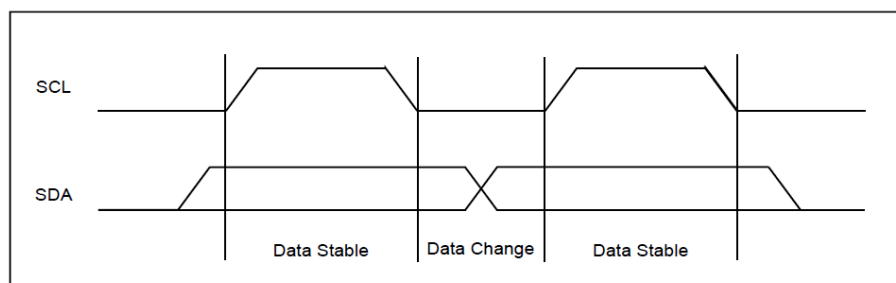 SCL
SDA
Data Stable
Data Change
Data Stable